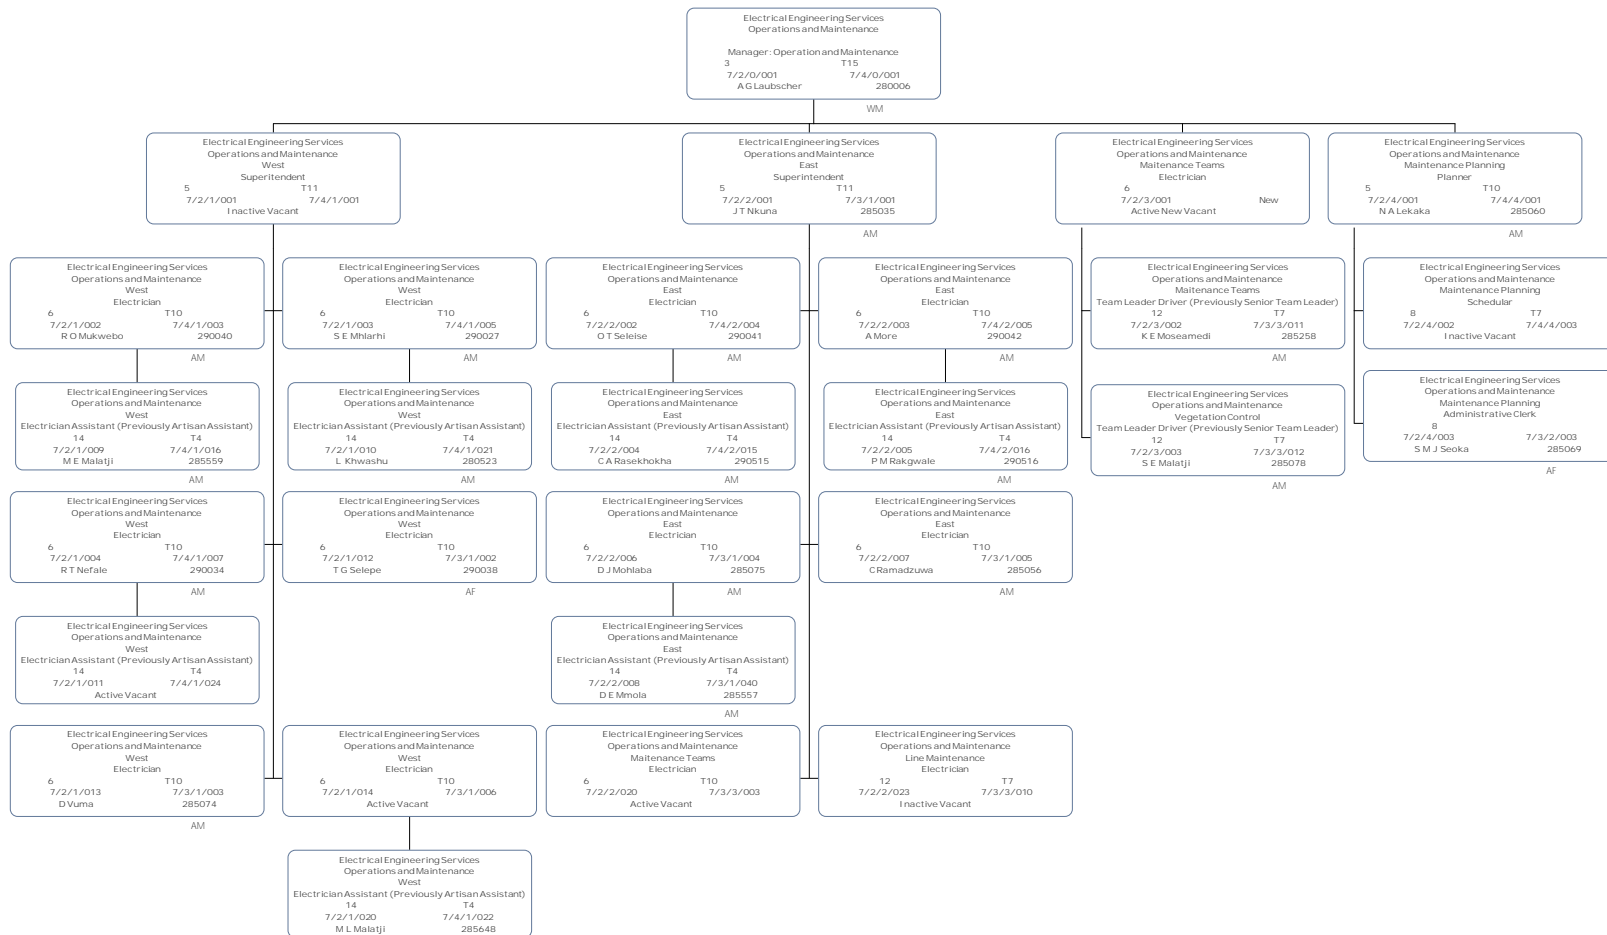 Electrical Engineering Services
Operations and Maintenance
Manager: Operation and Maintenance
3 T15
7/2/0/001 7/4/0/001
A G Laubscher 280006
WM
Electrical Engineering Services
Operations and Maintenance
West
Superitendent
5 T11
7/2/1/001 7/4/1/001
Inactive Vacant
Electrical Engineering Services
Operations and Maintenance
East
Superintendent
5 T11
7/2/2/001 7/3/1/001
J T Nkuna 285035
AM
Electrical Engineering Services
Operations and Maintenance
Maitenance Teams
Electrician
6
7/2/3/001 New
Active New Vacant
Electrical Engineering Services
Operations and Maintenance
Maintenance Planning
Planner
5 T10
7/2/4/001 7/4/4/001
N A Lekaka 285060
AM
Electrical Engineering Services
Operations and Maintenance
West
Electrician
6 T10
7/2/1/002 7/4/1/003
R O Mukwebo 290040
AM
Electrical Engineering Services
Operations and Maintenance
West
Electrician
6 T10
7/2/1/003 7/4/1/005
S E Mhlarhi 290027
AM
Electrical Engineering Services
Operations and Maintenance
East
Electrician
6 T10
7/2/2/002 7/4/2/004
O T Seleise 290041
AM
Electrical Engineering Services
Operations and Maintenance
East
Electrician
6 T10
7/2/2/003 7/4/2/005
A More 290042
AM
Electrical Engineering Services
Operations and Maintenance
Maitenance Teams
Team Leader Driver (Previously Senior Team Leader)
12 T7
7/2/3/002 7/3/3/011
K E Moseamedi 285258
AM
Electrical Engineering Services
Operations and Maintenance
Maintenance Planning
Schedular
8 T7
7/2/4/002 7/4/4/003
Inactive Vacant
Electrical Engineering Services
Operations and Maintenance
West
Electrician Assistant (Previously Artisan Assistant)
14 T4
7/2/1/009 7/4/1/016
M E Malatji 285559
AM
Electrical Engineering Services
Operations and Maintenance
West
Electrician Assistant (Previously Artisan Assistant)
14 T4
7/2/1/010 7/4/1/021
L Khwashu 280523
AM
Electrical Engineering Services
Operations and Maintenance
East
Electrician Assistant (Previously Artisan Assistant)
14 T4
7/2/2/004 7/4/2/015
C A Rasekhokha 290515
AM
Electrical Engineering Services
Operations and Maintenance
East
Electrician Assistant (Previously Artisan Assistant)
14 T4
7/2/2/005 7/4/2/016
P M Rakgwale 290516
AM
Electrical Engineering Services
Operations and Maintenance
Vegetation Control
Team Leader Driver (Previously Senior Team Leader)
12 T7
7/2/3/003 7/3/3/012
S E Malatji 285078
AM
Electrical Engineering Services
Operations and Maintenance
Maintenance Planning
Administrative Clerk
8
7/2/4/003 7/3/2/003
S M J Seoka 285069
AF
Electrical Engineering Services
Operations and Maintenance
West
Electrician
6 T10
7/2/1/004 7/4/1/007
R T Nefale 290034
AM
Electrical Engineering Services
Operations and Maintenance
West
Electrician
6 T10
7/2/1/012 7/3/1/002
T G Selepe 290038
AF
Electrical Engineering Services
Operations and Maintenance
East
Electrician
6 T10
7/2/2/006 7/3/1/004
D J Mohlaba 285075
AM
Electrical Engineering Services
Operations and Maintenance
East
Electrician
6 T10
7/2/2/007 7/3/1/005
C Ramadzuwa 285056
AM
Electrical Engineering Services
Operations and Maintenance
West
Electrician Assistant (Previously Artisan Assistant)
14 T4
7/2/1/011 7/4/1/024
Active Vacant
Electrical Engineering Services
Operations and Maintenance
East
Electrician Assistant (Previously Artisan Assistant)
14 T4
7/2/2/008 7/3/1/040
D E Mmola 285557
AM
Electrical Engineering Services
Operations and Maintenance
West
Electrician
6 T10
7/2/1/013 7/3/1/003
D Vuma 285074
AM
Electrical Engineering Services
Operations and Maintenance
West
Electrician
6 T10
7/2/1/014 7/3/1/006
Active Vacant
Electrical Engineering Services
Operations and Maintenance
Maitenance Teams
Electrician
6 T10
7/2/2/020 7/3/3/003
Active Vacant
Electrical Engineering Services
Operations and Maintenance
Line Maintenance
Electrician
12 T7
7/2/2/023 7/3/3/010
Inactive Vacant
Electrical Engineering Services
Operations and Maintenance
West
Electrician Assistant (Previously Artisan Assistant)
14 T4
7/2/1/020 7/4/1/022
M L Malatji 285648